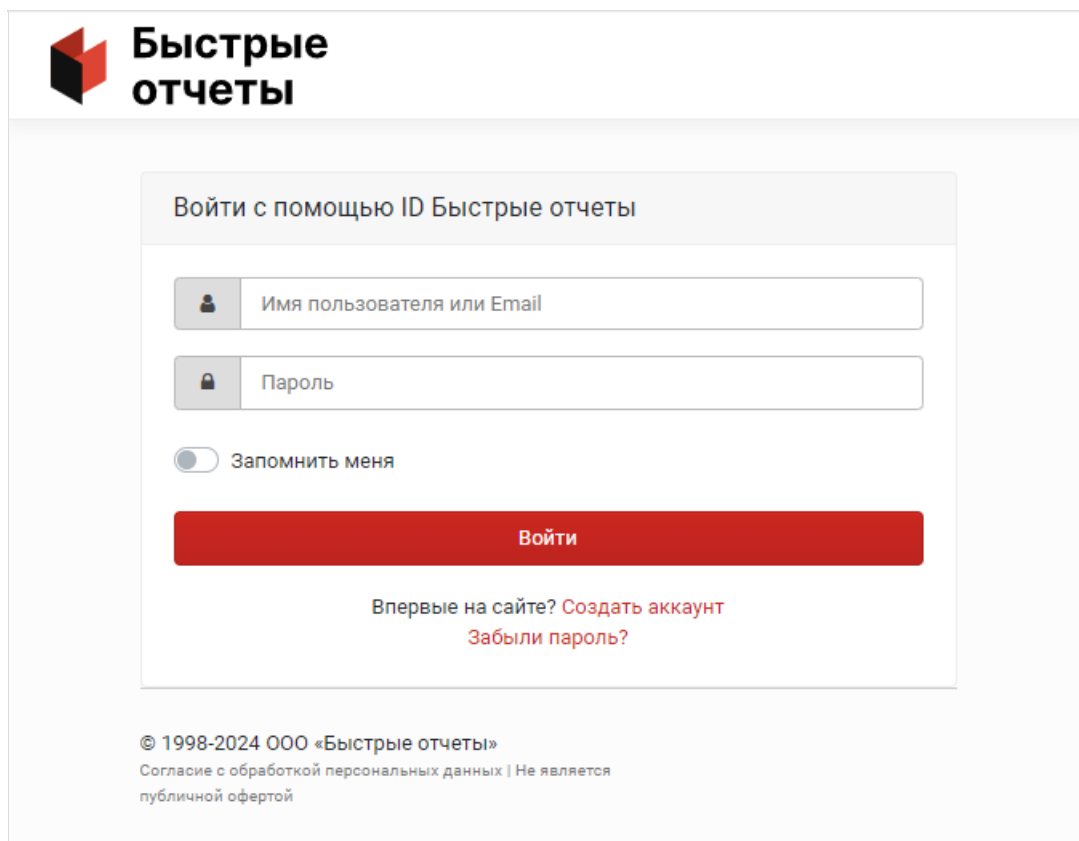 Быстрые
отчеты
Войти с помощью ID Быстрые отчеты
Имя пользователя или Email
Пароль
Запомнить меня
Войти
Впервые на сайте? Создать аккаунт
Забыли пароль?
© 1998-2024 ООО «Быстрые отчеты»
Согласие с обработкой персональных данных | Не является
публичной офертой